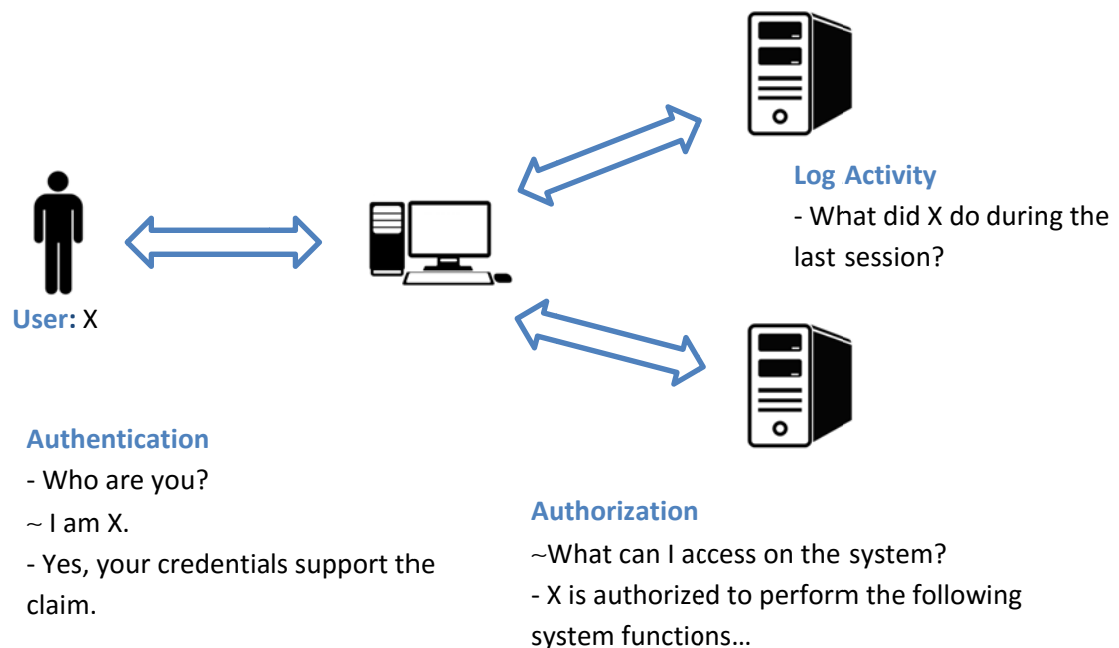 Log Activity
- What did X do during the
last session?
User: X
Authentication
- Who are you?
~ I am X.
- Yes, your credentials support the
claim.
Authorization
~What can I access on the system?
- X is authorized to perform the following
system functions…